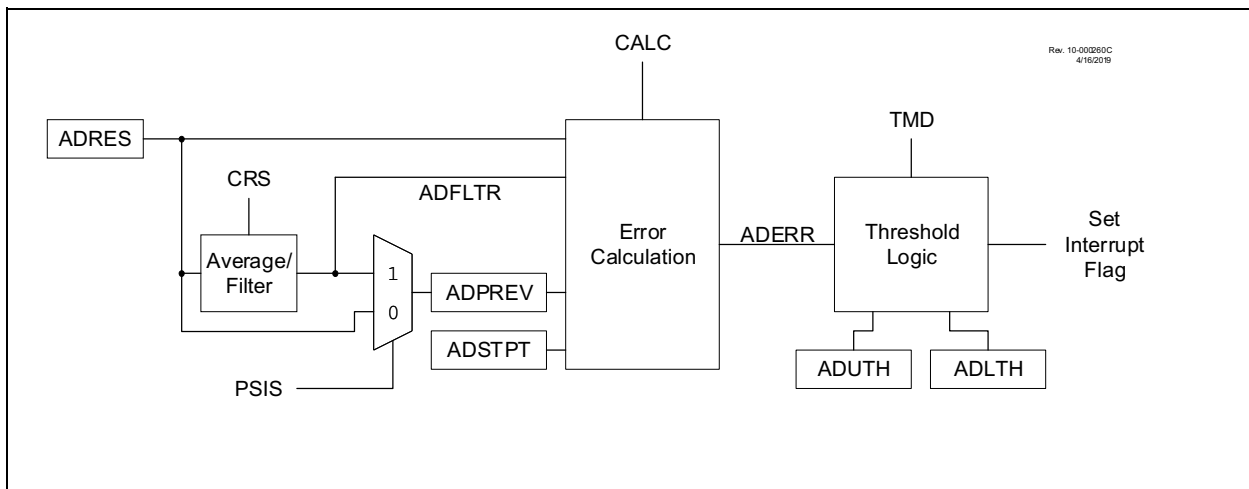 CALC
Rev. 10-000260C
4/16/2019
ADRES
TMD
CRS
ADFLTR
Average/
Filter
1
0
ADPREV
ADSTPT
PSIS
Error
Calculation
ADERR
Threshold
Logic
Set
Interrupt
Flag
ADUTH
ADLTH